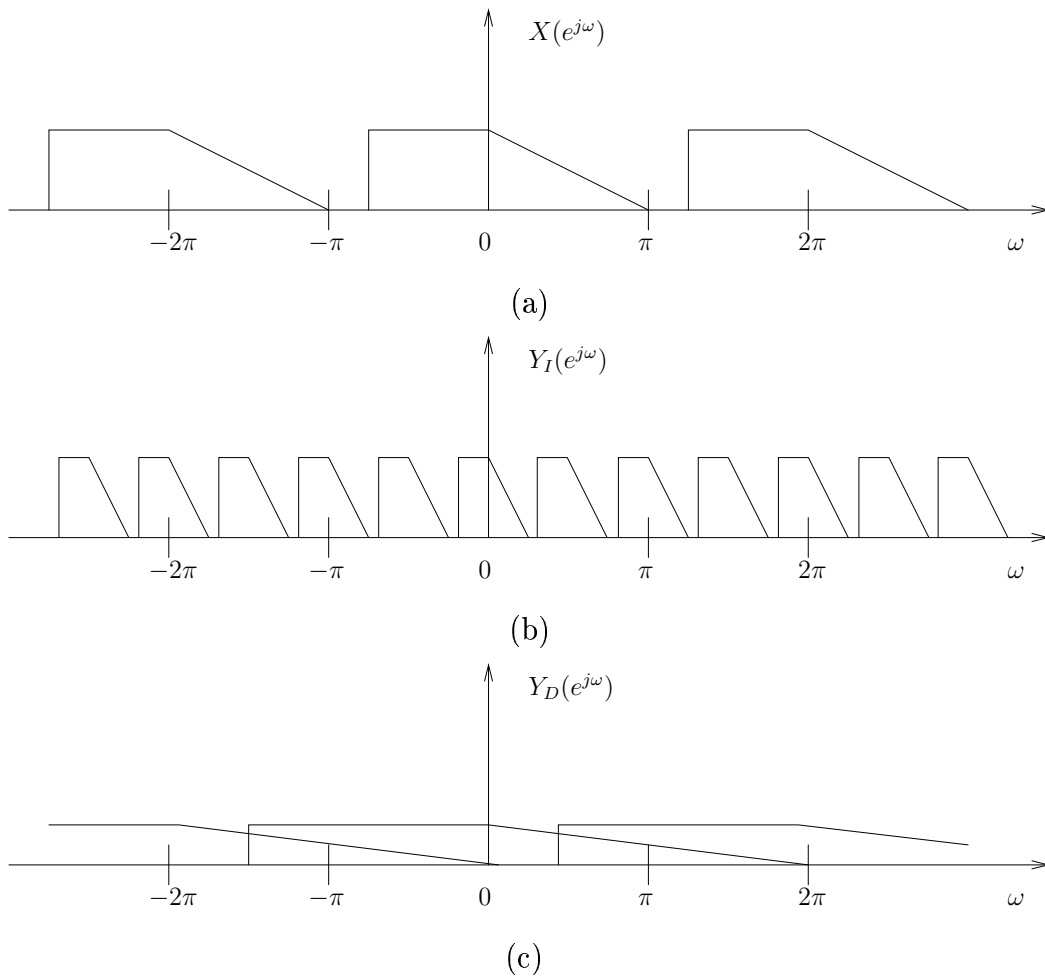 X(e^{jω})
−2π −π 0 π 2π ω
(a)
Y_I(e^{jω})
−2π −π 0 π 2π ω
(b)
Y_D(e^{jω})
−2π −π 0 π 2π ω
(c)